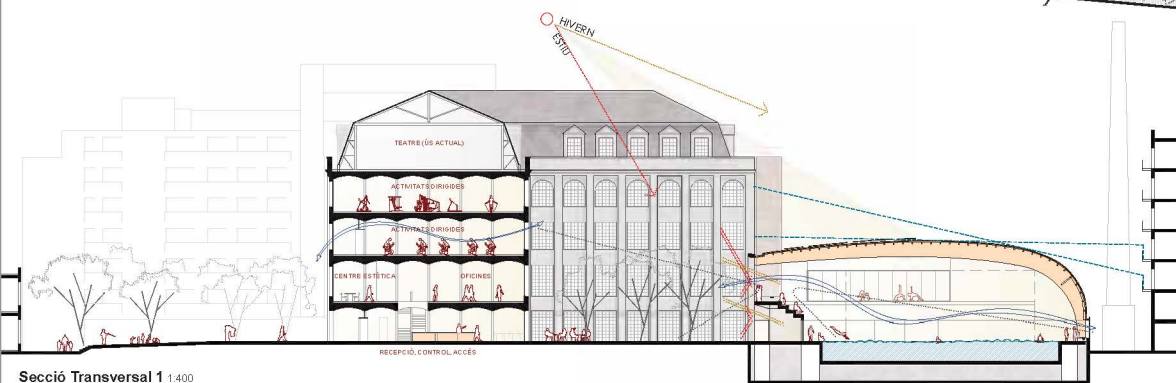 HIVERN
ESTIU
TEATRE (ÚS ACTUAL)
ACTIVITATS DIRIGIDES
ACTIVITATS DIRIGIDES
CENTRE ESTÈTICA
OFICINES
RECEPCIÓ, CONTROL, ACCÉS
Secció Transversal 1 1:400